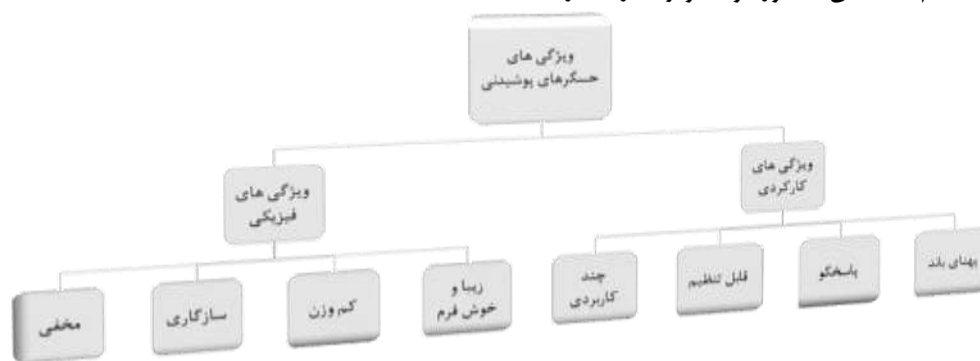 ویژگی های
حسگرهای پوشیدنی
ویژگی های
کارکردی
ویژگی های
فیزیکی
پهنای باند
پاسخگو
قابل تنظیم
چند
کاربردی
زیبا و
خوش فرم
کم وزن
سازگاری
مخفی